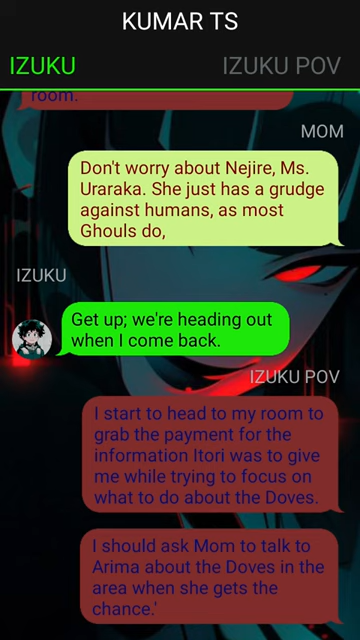 KUMAR TS
IZUKU
IZUKU POV
room.
MOM
Don't worry about Nejire, Ms.
Uraraka. She just has a grudge
against humans, as most
Ghouls do,
IZUKU
Get up; we're heading out
when I come back.
IZUKU POV
I start to head to my room to
grab the payment for the
information Itori was to give
me while trying to focus on
what to do about the Doves.
I should ask Mom to talk to
Arima about the Doves in the
area when she gets the
chance.'